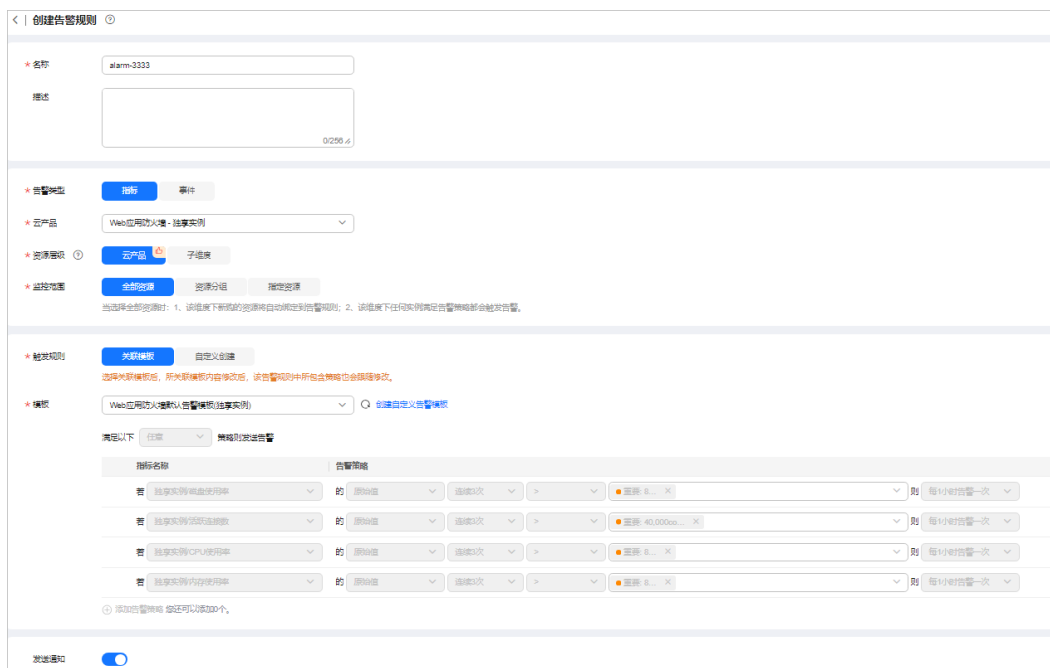 创建告警规则
* 名称 alarm-3333
描述
0/256
* 告警类型 指标 事件
* 云产品 Web应用防火墙 - 独享实例
* 资源层级 云产品 子维度
* 监控范围 全部资源 资源分组 指定资源
当选择全部资源时：1、该维度下新购的资源将自动绑定到告警规则；2、该维度下任何实例满足告警策略都会触发告警。
* 触发规则 关联模板 自定义创建
选择关联模板后，所关联模板内容修改后，该告警规则中所包含策略也会跟随修改。
* 模板 Web应用防火墙默认告警模板(独享实例) 创建自定义告警模板
满足以下 任意 策略则发送告警
指标名称 告警策略
若 独享实例/磁盘使用率 的 原始值 连续3次 > 重要: 8... × 则 每1小时告警一次
若 独享实例/活跃连接数 的 原始值 连续3次 > 重要: 40,000co... × 则 每1小时告警一次
若 独享实例/CPU使用率 的 原始值 连续3次 > 重要: 8... × 则 每1小时告警一次
若 独享实例/内存使用率 的 原始值 连续3次 > 重要: 8... × 则 每1小时告警一次
添加告警策略 您还可以添加0个。
发送通知